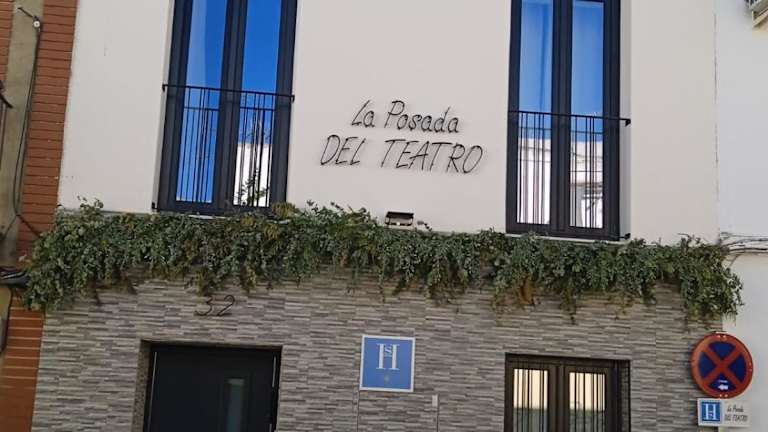 La Posada
DEL TEATRO
32
HS
H
La Posada
DEL TEATRO